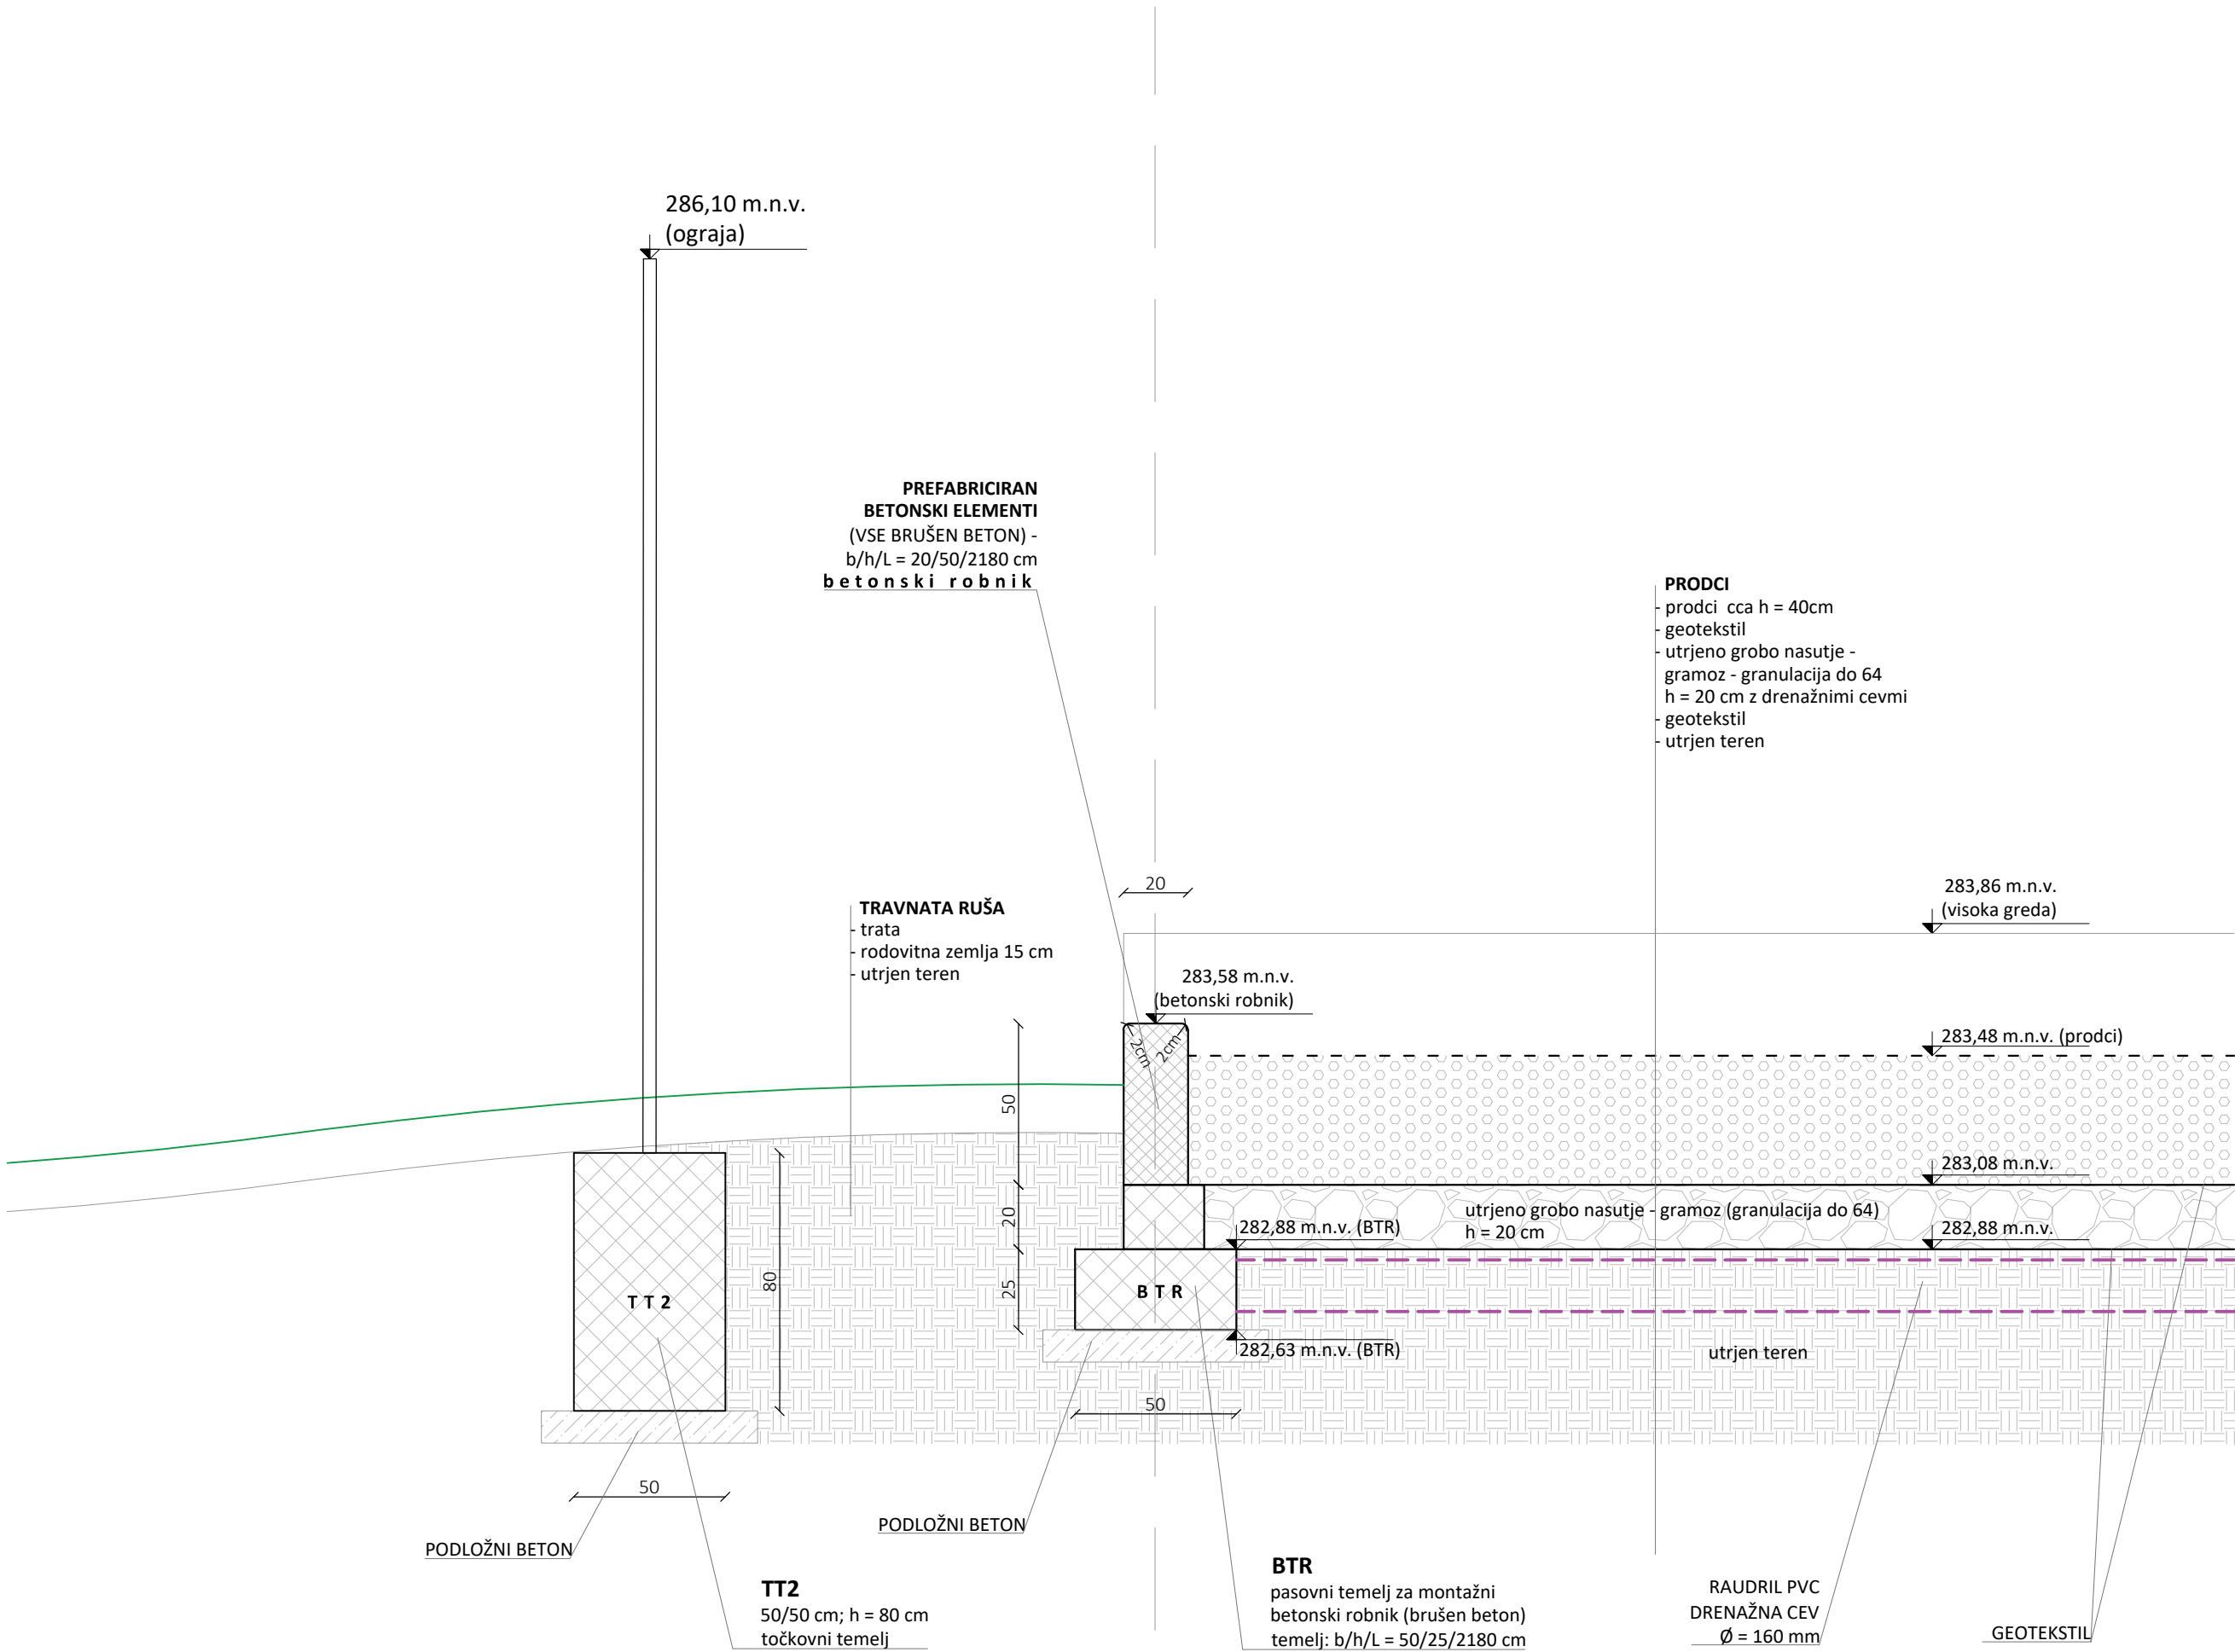 286,10 m.n.v.
(ograja)
PREFABRICIRAN
BETONSKI ELEMENTI
(VSE BRUŠEN BETON) -
b/h/L = 20/50/2180 cm
betonski robnik
PRODCI
- prodci cca h = 40cm
- geotekstil
- utrjeno grobo nasutje -
gramoz - granulacija do 64
h = 20 cm z drenažnimi cevmi
- geotekstil
- utrjen teren
TRAVNATA RUŠA
- trata
- rodovitna zemlja 15 cm
- utrjen teren
20
283,86 m.n.v.
(visoka greda)
283,58 m.n.v.
(betonski robnik)
283,48 m.n.v. (prodci)
2cm
2cm
50
283,08 m.n.v.
20
utrjeno grobo nasutje - gramoz (granulacija do 64)
h = 20 cm
282,88 m.n.v. (BTR)
282,88 m.n.v.
80
25
TT2
BTR
282,63 m.n.v. (BTR)
utrjen teren
50
50
PODLOŽNI BETON
PODLOŽNI BETON
TT2
50/50 cm; h = 80 cm
točkovni temelj
BTR
pasovni temelj za montažni
betonski robnik (brušen beton)
temelj: b/h/L = 50/25/2180 cm
RAUDRIL PVC
DRENAŽNA CEV
Ø = 160 mm
GEOTEKSTIL